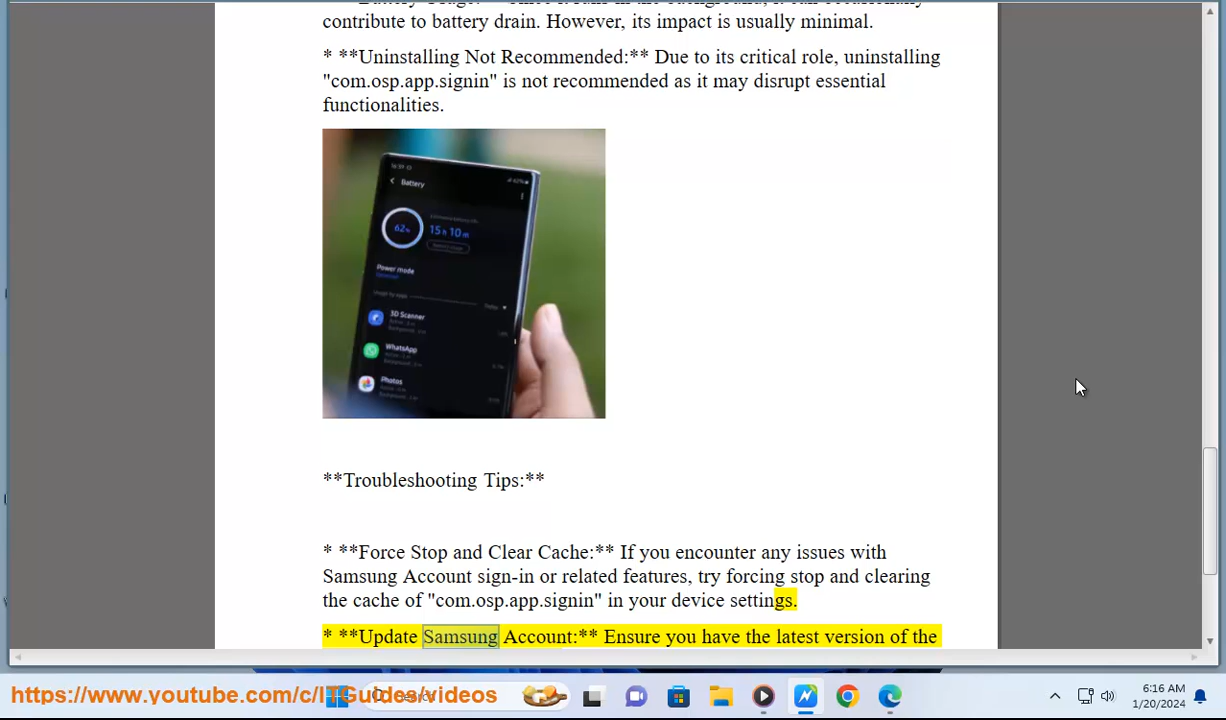 contribute to battery drain. However, its impact is usually minimal.
* **Uninstalling Not Recommended:** Due to its critical role, uninstalling
"com.osp.app.signin" is not recommended as it may disrupt essential
functionalities.
Battery
62%
15h 10m
Power mode
3D Scanner
WhatsApp
Photos
**Troubleshooting Tips:**
* **Force Stop and Clear Cache:** If you encounter any issues with
Samsung Account sign-in or related features, try forcing stop and clearing
the cache of "com.osp.app.signin" in your device settings.
* **Update Samsung Account:** Ensure you have the latest version of the
https://www.youtube.com/c/ITGuides/videos
6:16 AM
1/20/2024